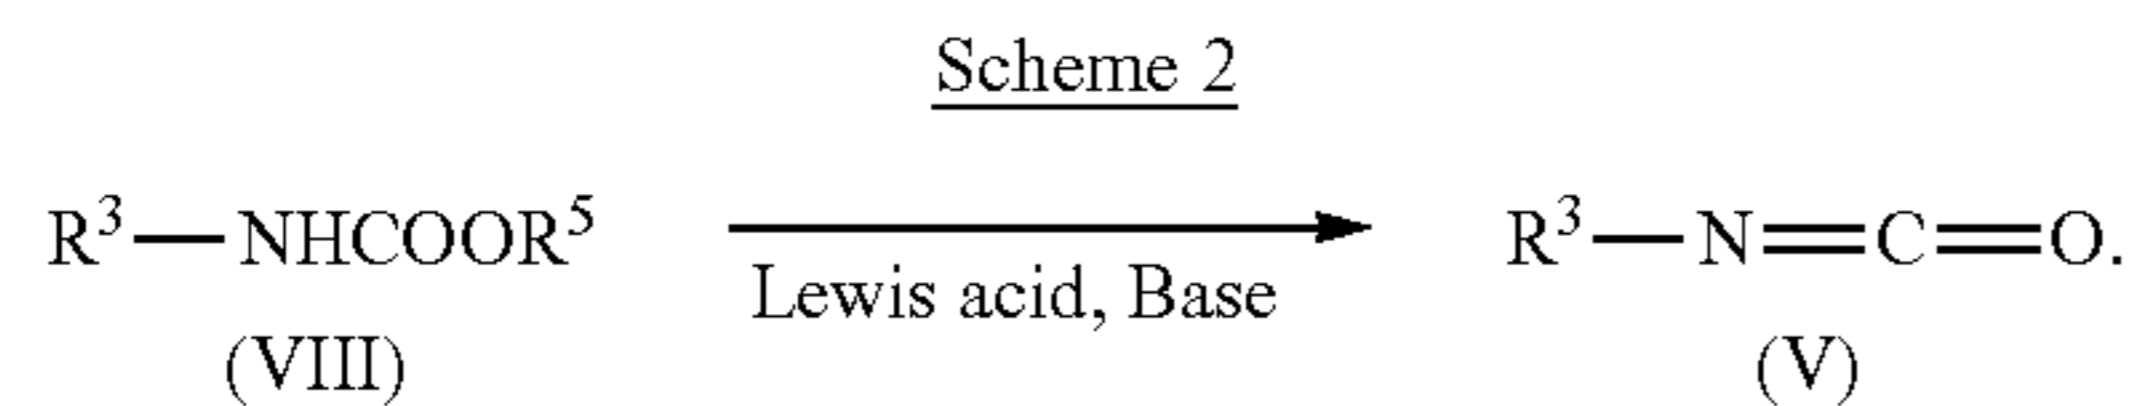 Scheme 2
R³—NHCOOR⁵
Lewis acid, Base
R³—N=C=O.
(VIII)
(V)